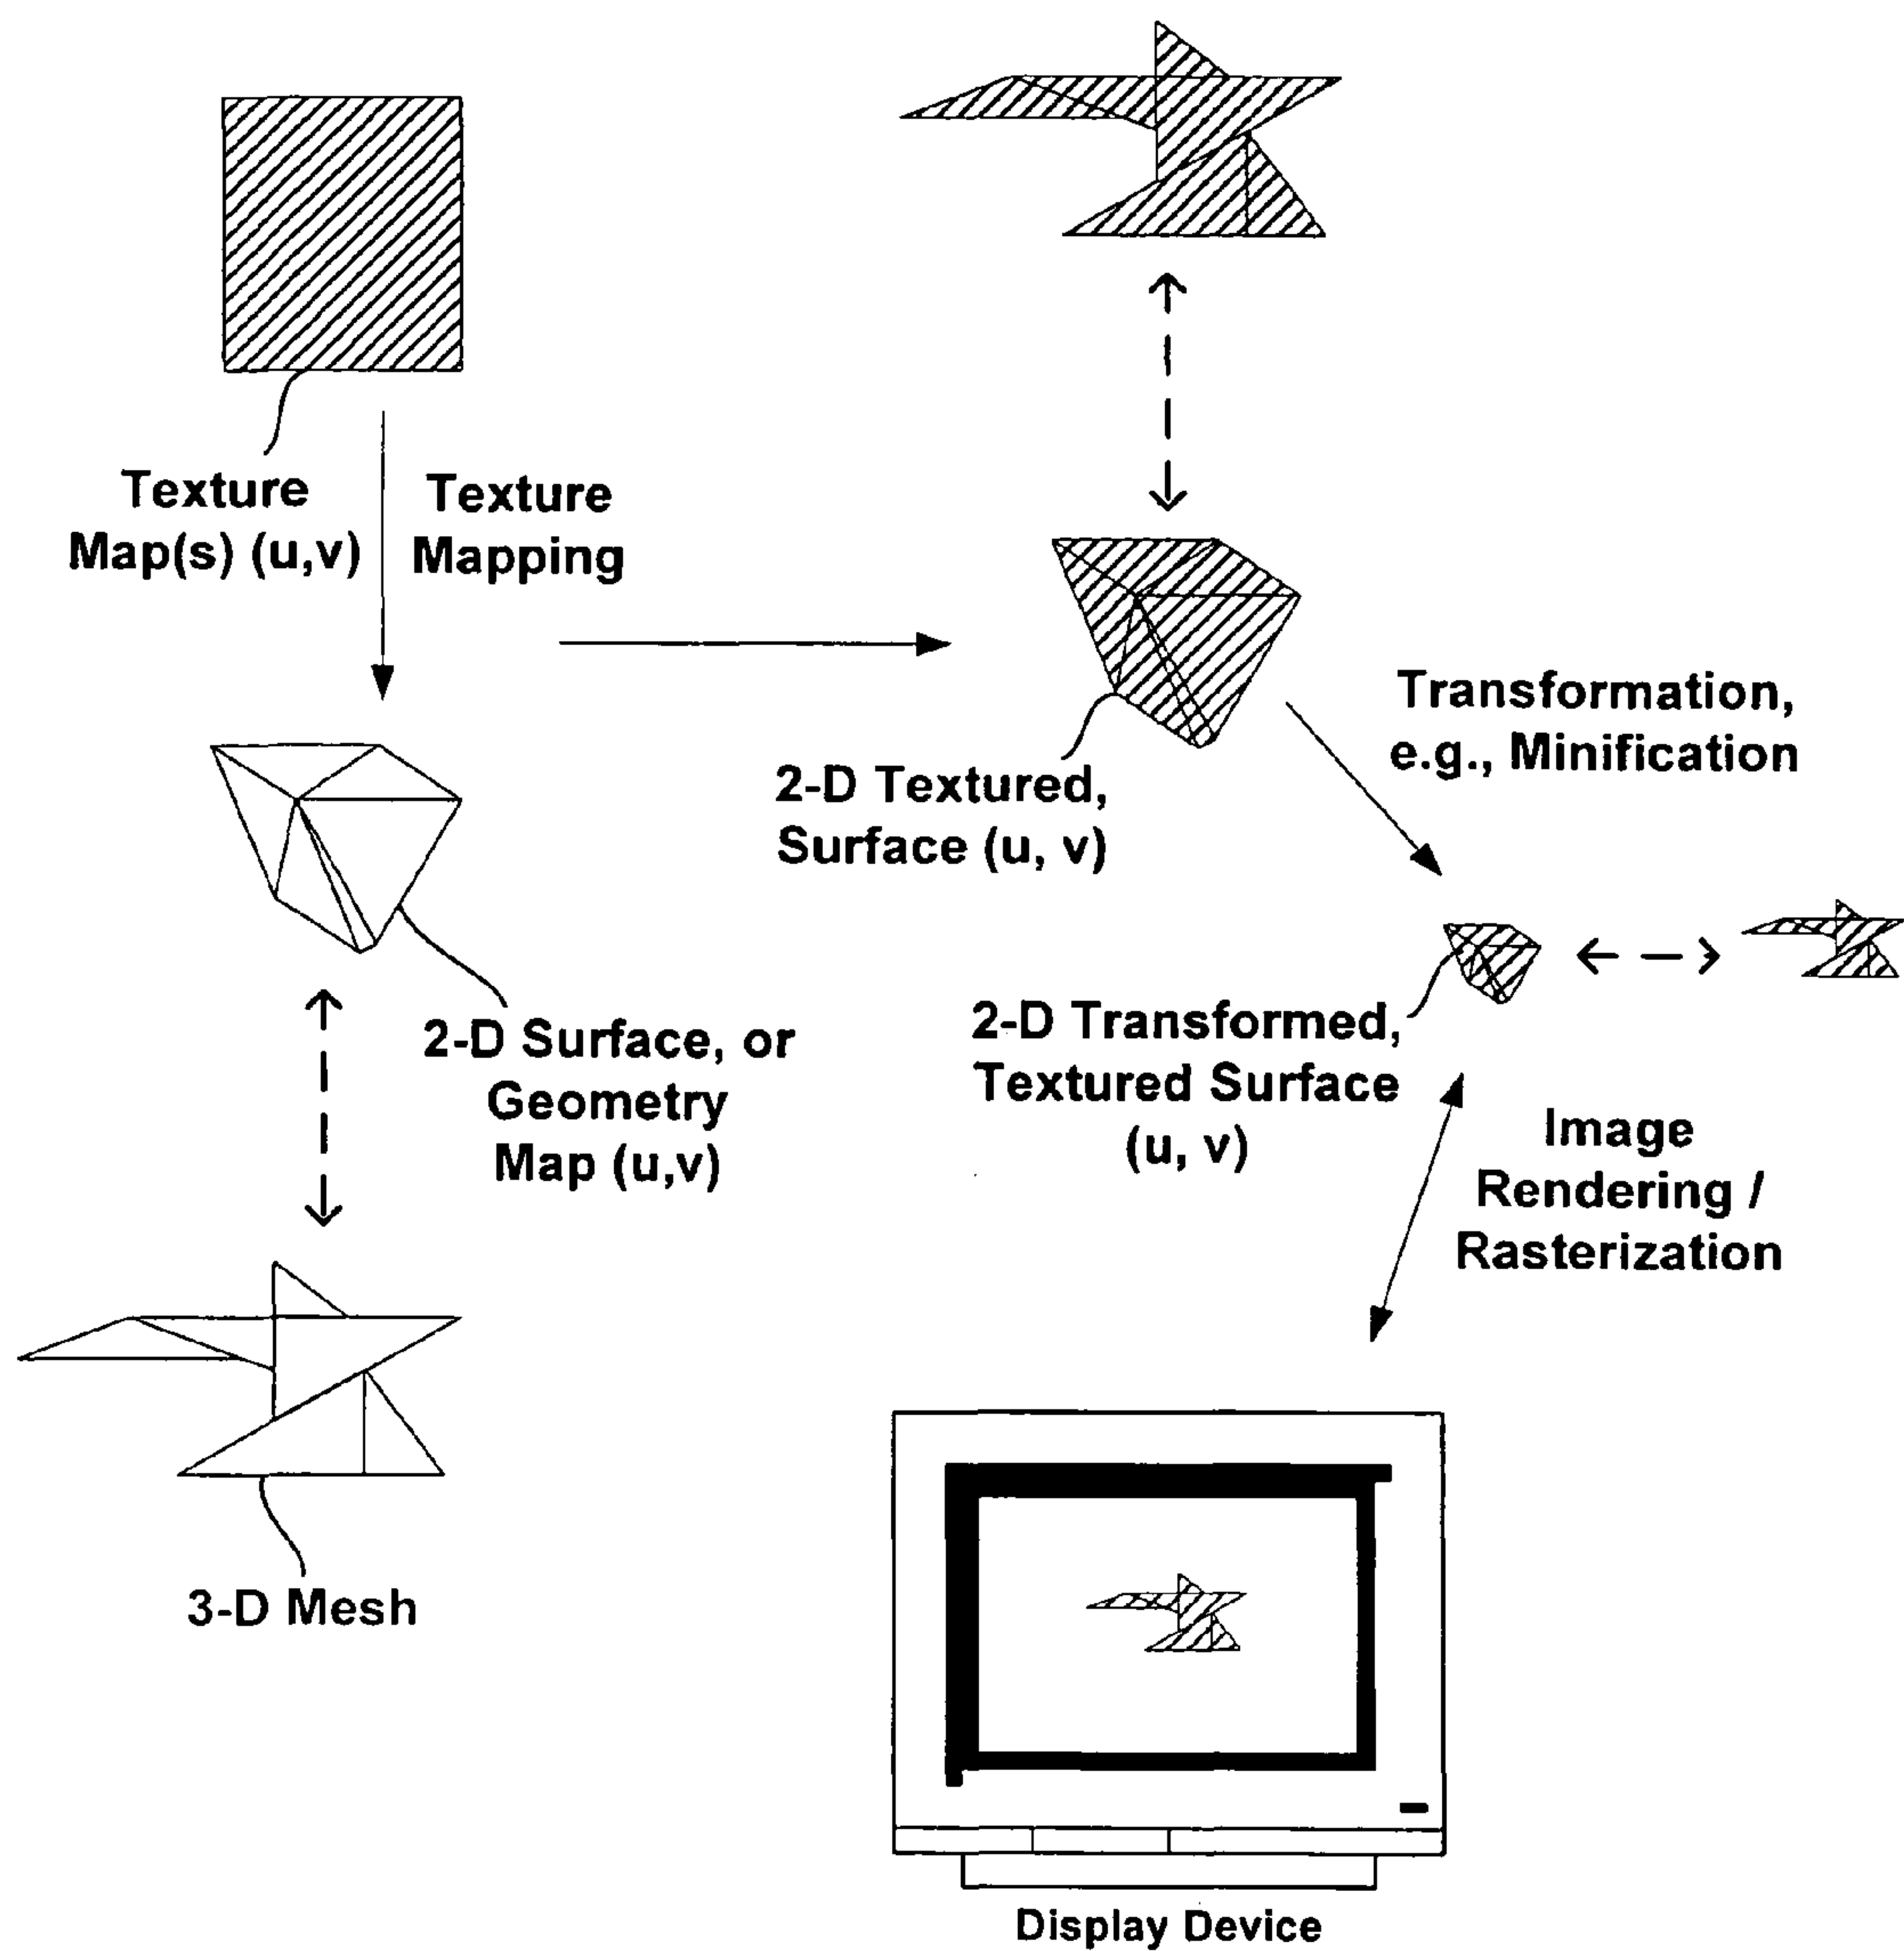 Texture
Map(s) (u,v)
Texture
Mapping
2-D Textured,
Surface (u, v)
Transformation,
e.g., Minification
2-D Surface, or
Geometry
Map (u,v)
2-D Transformed,
Textured Surface
(u, v)
Image
Rendering /
Rasterization
3-D Mesh
Display Device